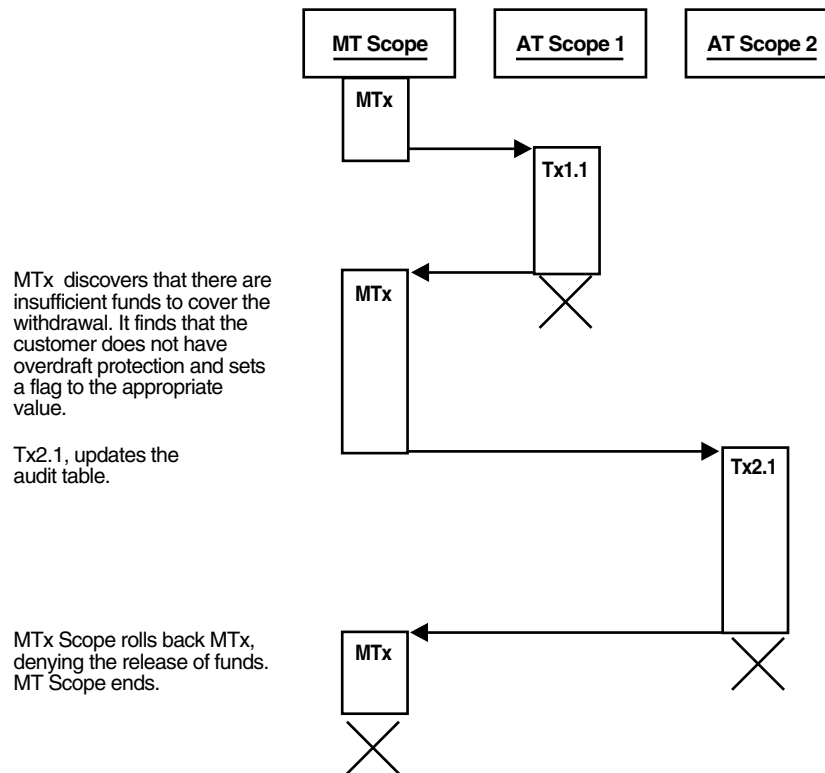 MT Scope
AT Scope 1
AT Scope 2
MTx
Tx1.1
MTx discovers that there are
insufficient funds to cover the
withdrawal. It finds that the
customer does not have
overdraft protection and sets
a flag to the appropriate
value.
MTx
Tx2.1, updates the
audit table.
Tx2.1
MTx Scope rolls back MTx,
denying the release of funds.
MT Scope ends.
MTx